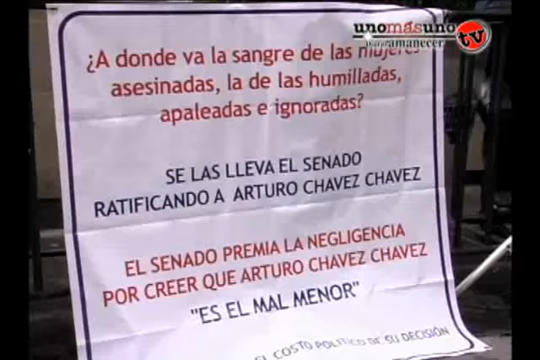 unomásuno
TV
amanecer
¿A donde va la sangre de las mujeres
asesinadas, la de las humilladas,
apaleadas e ignoradas?
SE LAS LLEVA EL SENADO
RATIFICANDO A ARTURO CHAVEZ CHAVEZ
EL SENADO PREMIA LA NEGLIGENCIA
POR CREER QUE ARTURO CHAVEZ CHAVEZ
"ES EL MAL MENOR"
EL COSTO POLITICO DE SU DECISIÓN